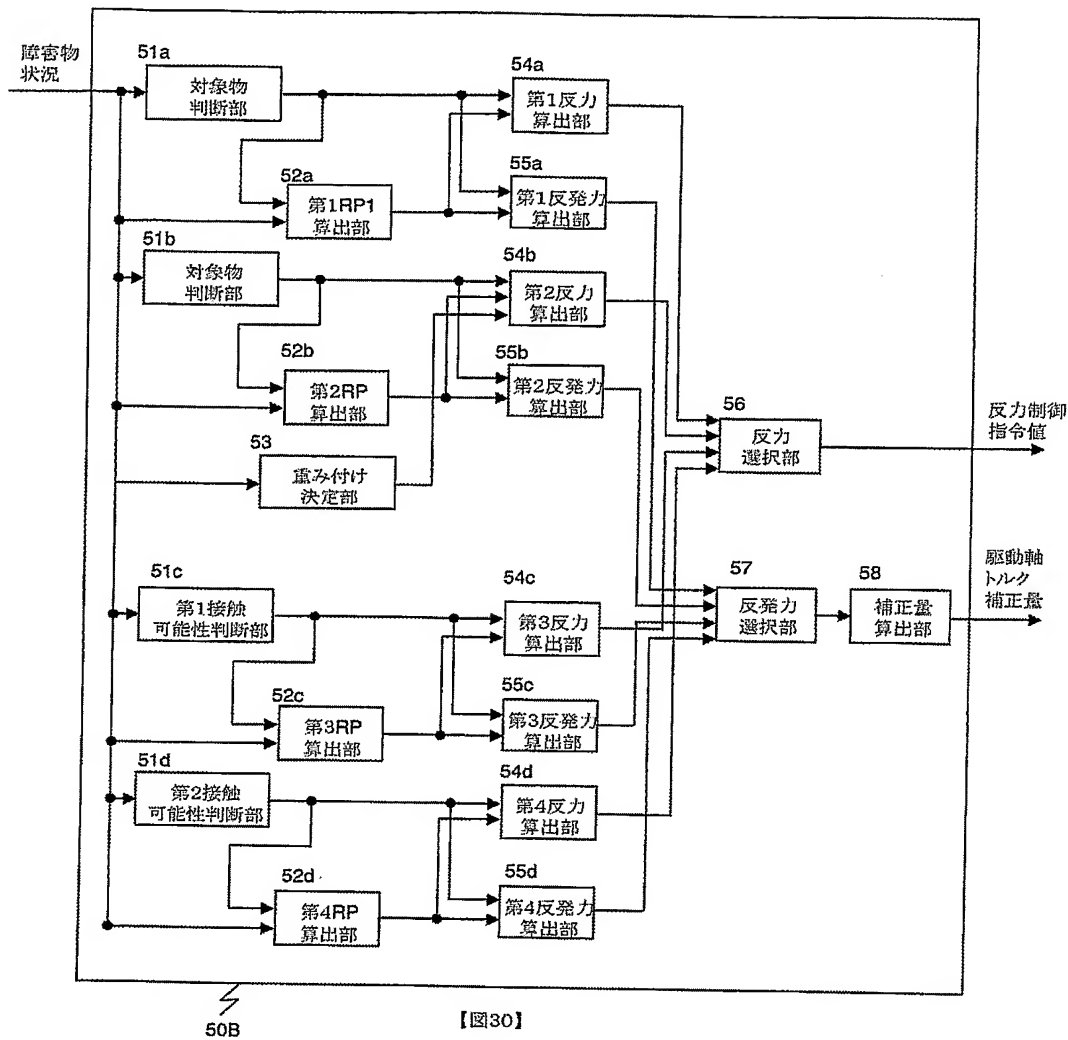 障害物
状況
51a
対象物
判断部
54a
第1反力
算出部
52a
第1RP1
算出部
55a
第1反発力
算出部
51b
対象物
判断部
54b
第2反力
算出部
52b
第2RP
算出部
55b
第2反発力
算出部
53
重み付け
決定部
56
反力
選択部
反力制御
指令値
51c
第1接触
可能性判断部
54c
第3反力
算出部
57
反発力
選択部
58
補正量
算出部
駆動軸
トルク
補正量
52c
第3RP
算出部
55c
第3反発力
算出部
51d
第2接触
可能性判断部
54d
第4反力
算出部
52d
第4RP
算出部
55d
第4反発力
算出部
50B
【図30】